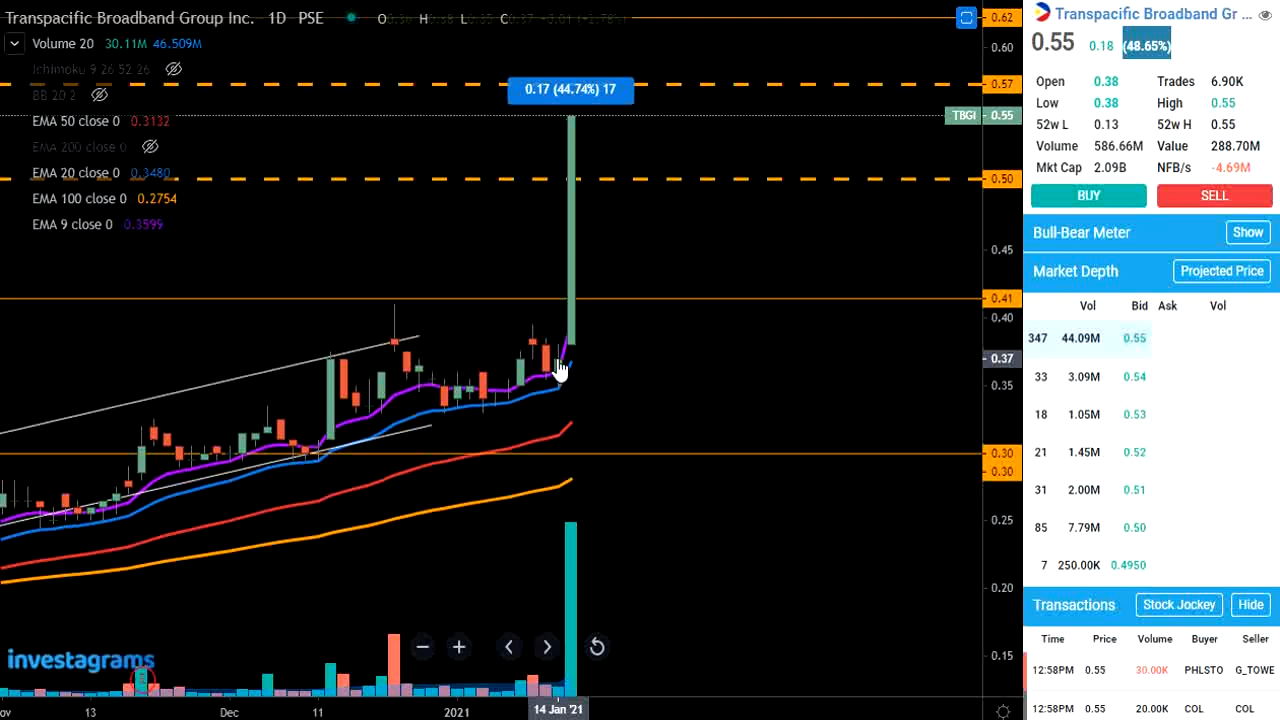 Transpacific Broadband Group Inc. 1D PSE
O 0.36 H 0.38 L 0.35 C 0.37
Volume 20 30.11M 46.509M
Ichimoku 9 26 52 26
BB 20 2
EMA 50 close 0 0.3132
EMA 200 close 0
EMA 20 close 0 0.3480
EMA 100 close 0 0.2754
EMA 9 close 0 0.3599
0.17 (44.74%) 17
0.62
0.60
0.57
TBGI 0.55
0.50
0.45
0.41
0.40
0.37
0.35
0.30
0.30
0.25
0.20
0.15
investagrams
13
Dec
11
2021
14 Jan '21
Transpacific Broadband Gr ...
0.55 0.18 (48.65%)
Open 0.38 Trades 6.90K
Low 0.38 High 0.55
52w L 0.13 52w H 0.55
Volume 586.66M Value 288.70M
Mkt Cap 2.09B NFB/s -4.69M
BUY SELL
Bull-Bear Meter Show
Market Depth Projected Price
Vol Bid Ask Vol
347 44.09M 0.55
33 3.09M 0.54
18 1.05M 0.53
21 1.45M 0.52
31 2.00M 0.51
85 7.79M 0.50
7 250.00K 0.4950
Transactions Stock Jockey Hide
Time Price Volume Buyer Seller
12:58PM 0.55 30.00K PHLSTO G_TOWE
12:58PM 0.55 20.00K COL COL